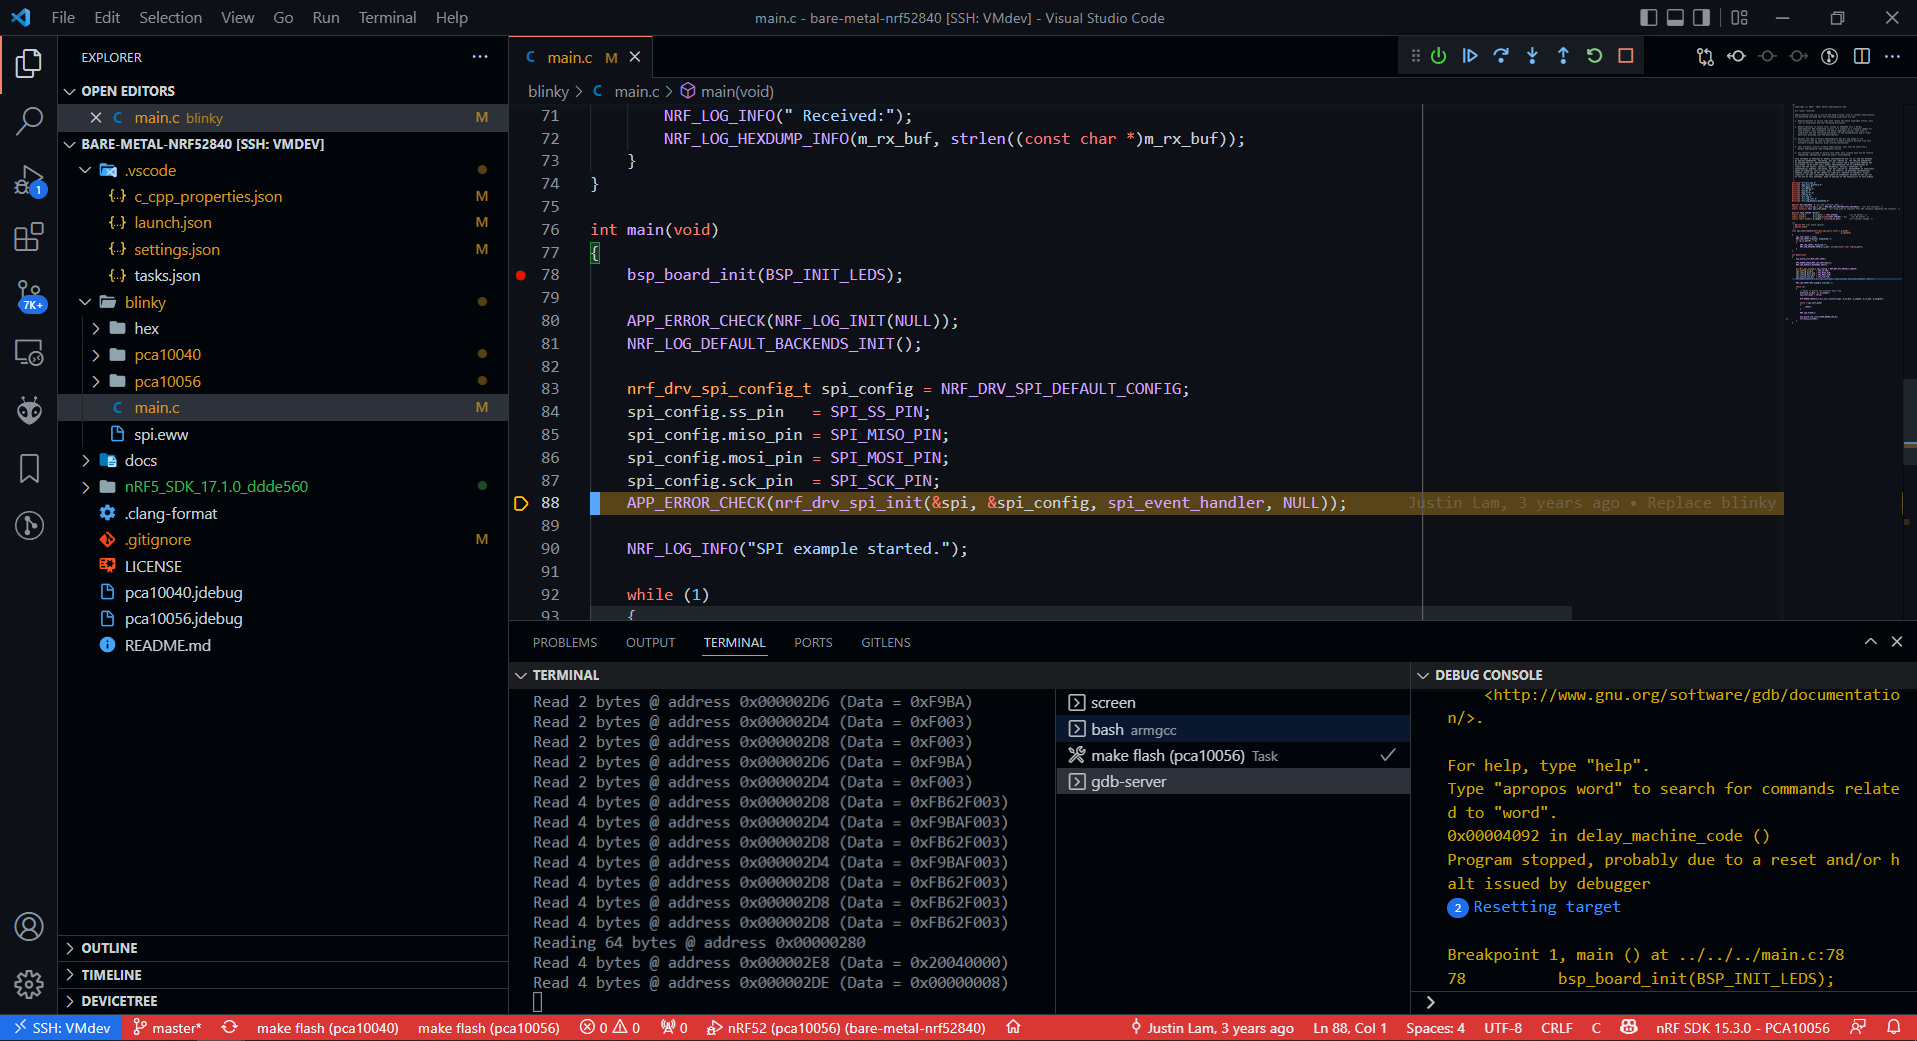 File Edit Selection View Go Run Terminal Help
main.c - bare-metal-nrf52840 [SSH: VMdev] - Visual Studio Code
EXPLORER
OPEN EDITORS
main.c blinky M
BARE-METAL-NRF52840 [SSH: VMDEV]
.vscode
c_cpp_properties.json M
launch.json M
settings.json M
tasks.json
blinky
hex
pca10040
pca10056
main.c M
spi.eww
docs
nRF5_SDK_17.1.0_ddde560
.clang-format
.gitignore M
LICENSE
pca10040.jdebug
pca10056.jdebug
README.md
OUTLINE
TIMELINE
DEVICETREE
1
7K+
C main.c M
blinky > C main.c > main(void)
71 NRF_LOG_INFO(" Received:");
72 NRF_LOG_HEXDUMP_INFO(m_rx_buf, strlen((const char *)m_rx_buf));
73 }
74 }
75
76 int main(void)
77 {
78 bsp_board_init(BSP_INIT_LEDS);
79
80 APP_ERROR_CHECK(NRF_LOG_INIT(NULL));
81 NRF_LOG_DEFAULT_BACKENDS_INIT();
82
83 nrf_drv_spi_config_t spi_config = NRF_DRV_SPI_DEFAULT_CONFIG;
84 spi_config.ss_pin   = SPI_SS_PIN;
85 spi_config.miso_pin = SPI_MISO_PIN;
86 spi_config.mosi_pin = SPI_MOSI_PIN;
87 spi_config.sck_pin  = SPI_SCK_PIN;
88 APP_ERROR_CHECK(nrf_drv_spi_init(&spi, &spi_config, spi_event_handler, NULL)); Justin Lam, 3 years ago • Replace blinky
89
90 NRF_LOG_INFO("SPI example started.");
91
92 while (1)
93 {
PROBLEMS OUTPUT TERMINAL PORTS GITLENS
TERMINAL
Read 2 bytes @ address 0x000002D6 (Data = 0xF9BA)
Read 2 bytes @ address 0x000002D4 (Data = 0xF003)
Read 2 bytes @ address 0x000002D8 (Data = 0xF003)
Read 2 bytes @ address 0x000002D6 (Data = 0xF9BA)
Read 2 bytes @ address 0x000002D4 (Data = 0xF003)
Read 4 bytes @ address 0x000002D8 (Data = 0xFB62F003)
Read 4 bytes @ address 0x000002D4 (Data = 0xF9BAF003)
Read 4 bytes @ address 0x000002D8 (Data = 0xFB62F003)
Read 4 bytes @ address 0x000002D4 (Data = 0xF9BAF003)
Read 4 bytes @ address 0x000002D8 (Data = 0xFB62F003)
Read 4 bytes @ address 0x000002D8 (Data = 0xFB62F003)
Read 4 bytes @ address 0x000002D8 (Data = 0xFB62F003)
Reading 64 bytes @ address 0x00000280
Read 4 bytes @ address 0x000002E8 (Data = 0x20040000)
Read 4 bytes @ address 0x000002DE (Data = 0x00000008)
screen
bash armgcc
make flash (pca10056) Task
gdb-server
DEBUG CONSOLE
<http://www.gnu.org/software/gdb/documentatio
n/>.
For help, type "help".
Type "apropos word" to search for commands relate
d to "word".
0x00004092 in delay_machine_code ()
Program stopped, probably due to a reset and/or h
alt issued by debugger
2 Resetting target
Breakpoint 1, main () at ../../../main.c:78
78 bsp_board_init(BSP_INIT_LEDS);
SSH: VMdev master* make flash (pca10040) make flash (pca10056) 0 0 0 nRF52 (pca10056) (bare-metal-nrf52840) Justin Lam, 3 years ago Ln 88, Col 1 Spaces: 4 UTF-8 CRLF C nRF SDK 15.3.0 - PCA10056